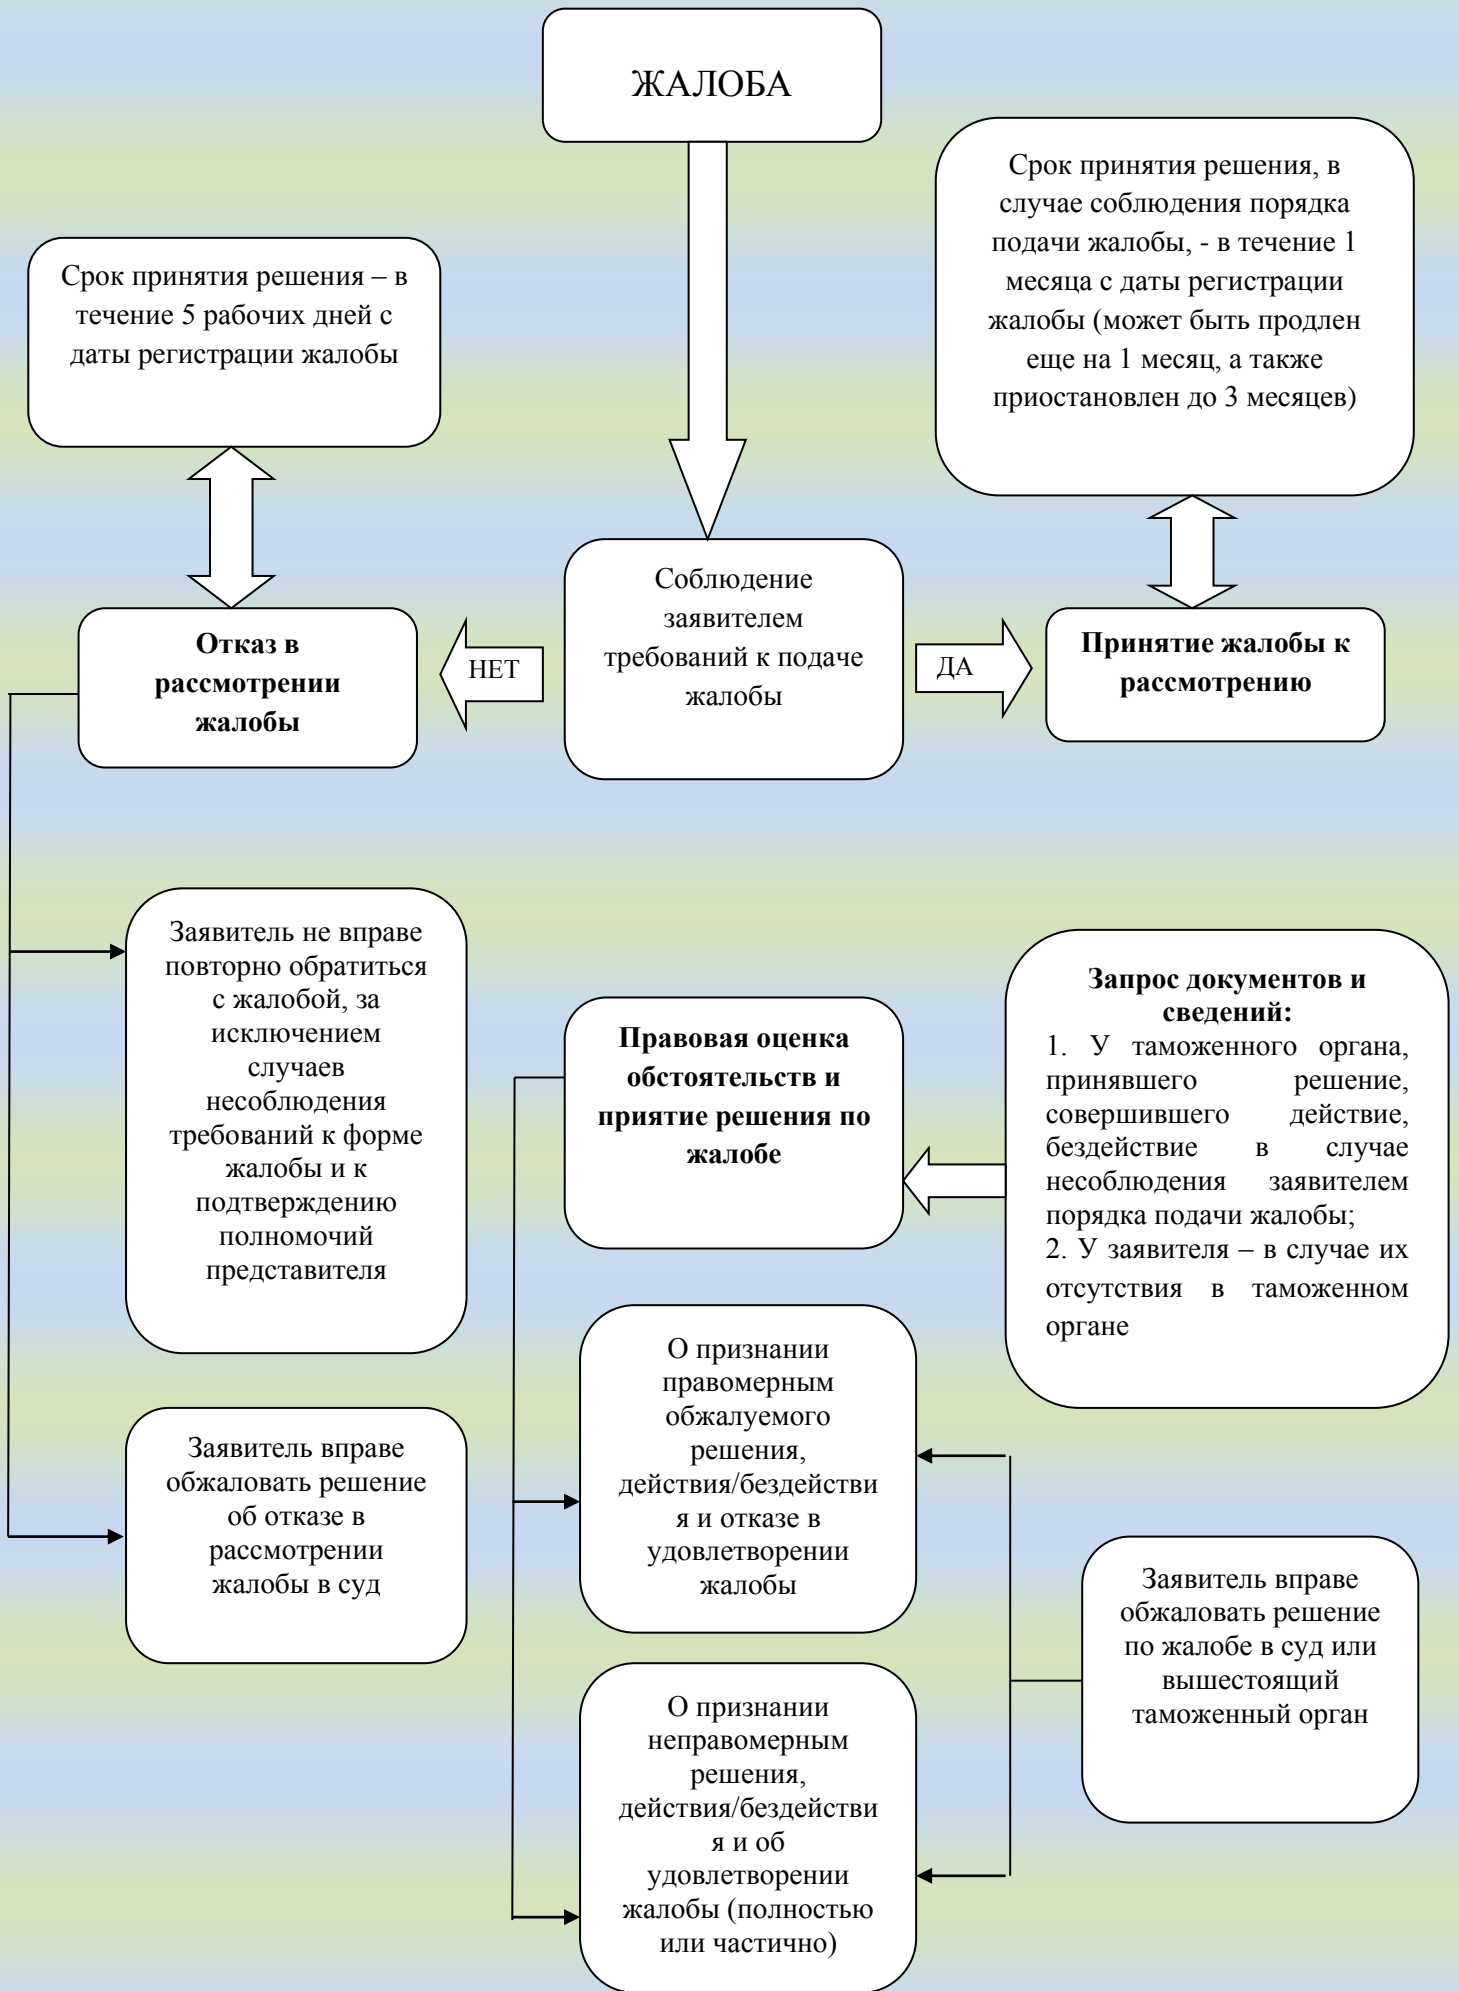 ЖАЛОБА
Срок принятия решения, в
случае соблюдения порядка
подачи жалобы, - в течение 1
месяца с даты регистрации
жалобы (может быть продлен
еще на 1 месяц, а также
приостановлен до 3 месяцев)
Срок принятия решения – в
течение 5 рабочих дней с
даты регистрации жалобы
Отказ в
рассмотрении
жалобы
НЕТ
Соблюдение
заявителем
требований к подаче
жалобы
ДА
Принятие жалобы к
рассмотрению
Заявитель не вправе
повторно обратиться
с жалобой, за
исключением
случаев
несоблюдения
требований к форме
жалобы и к
подтверждению
полномочий
представителя
Правовая оценка
обстоятельств и
приятие решения по
жалобе
Запрос документов и
сведений:
1. У таможенного органа,
принявшего решение,
совершившего действие,
бездействие в случае
несоблюдения заявителем
порядка подачи жалобы;
2. У заявителя – в случае их
отсутствия в таможенном
органе
О признании
правомерным
обжалуемого
решения,
действия/бездействи
я и отказе в
удовлетворении
жалобы
Заявитель вправе
обжаловать решение
об отказе в
рассмотрении
жалобы в суд
Заявитель вправе
обжаловать решение
по жалобе в суд или
вышестоящий
таможенный орган
О признании
неправомерным
решения,
действия/бездействи
я и об
удовлетворении
жалобы (полностью
или частично)